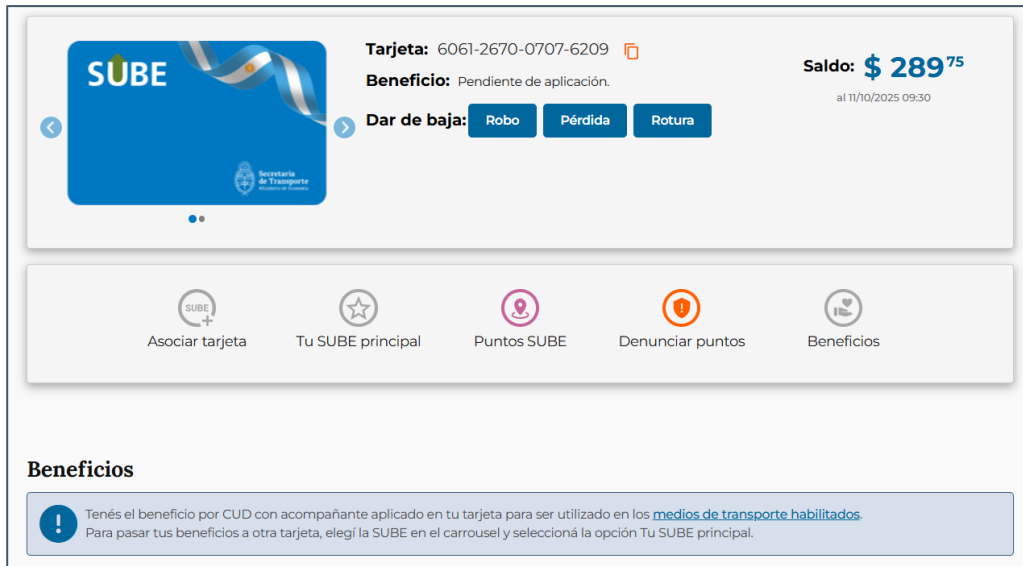 SUBE
Secretaría
de Transporte
Ministerio de Economía
Tarjeta: 6061-2670-0707-6209
Beneficio: Pendiente de aplicación.
Dar de baja: Robo Pérdida Rotura
Saldo: $ 289 75
al 11/10/2025 09:30
SUBE
Asociar tarjeta
Tu SUBE principal
Puntos SUBE
Denunciar puntos
Beneficios
Beneficios
Tenés el beneficio por CUD con acompañante aplicado en tu tarjeta para ser utilizado en los medios de transporte habilitados.
Para pasar tus beneficios a otra tarjeta, elegí la SUBE en el carrousel y seleccioná la opción Tu SUBE principal.